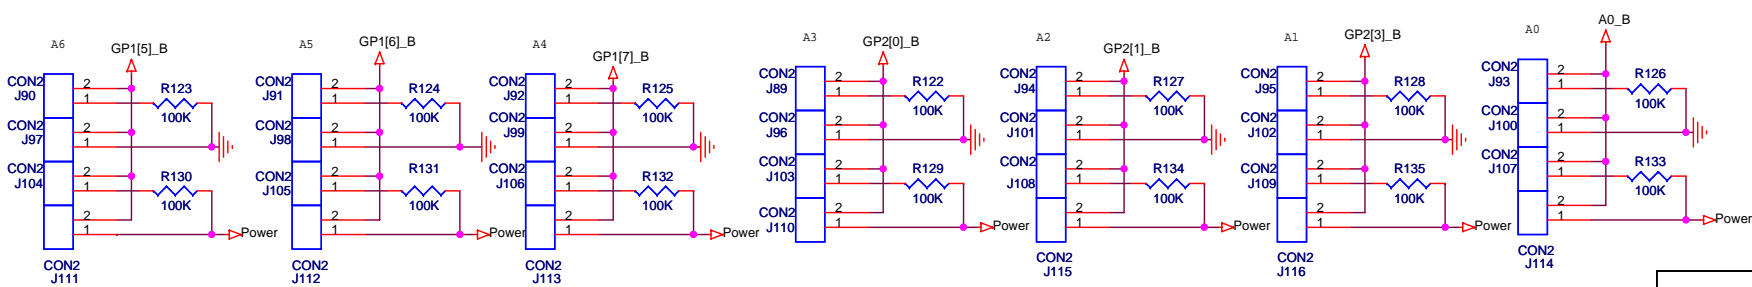 A6
GP1[5]_B
CON2
J90
2
1
R123
100K
CON2
J97
2
1
CON2
J104
2
1
R130
100K
2
1
Power
CON2
J111
A5
GP1[6]_B
CON2
J91
2
1
R124
100K
CON2
J98
2
1
CON2
J105
2
1
R131
100K
2
1
Power
CON2
J112
A4
GP1[7]_B
CON2
J92
2
1
R125
100K
CON2
J99
2
1
CON2
J106
2
1
R132
100K
2
1
Power
CON2
J113
A3
GP2[0]_B
CON2
J89
2
1
R122
100K
CON2
J96
2
1
CON2
J103
2
1
R129
100K
CON2
J110
2
1
Power
A2
GP2[1]_B
CON2
J94
2
1
R127
100K
CON2
J101
2
1
CON2
J108
2
1
R134
100K
2
1
Power
CON2
J115
A1
GP2[3]_B
CON2
J95
2
1
R128
100K
CON2
J102
2
1
CON2
J109
2
1
R135
100K
2
1
Power
CON2
J116
A0
A0_B
CON2
J93
2
1
R126
100K
CON2
J100
2
1
CON2
J107
2
1
R133
100K
2
1
Power
CON2
J114